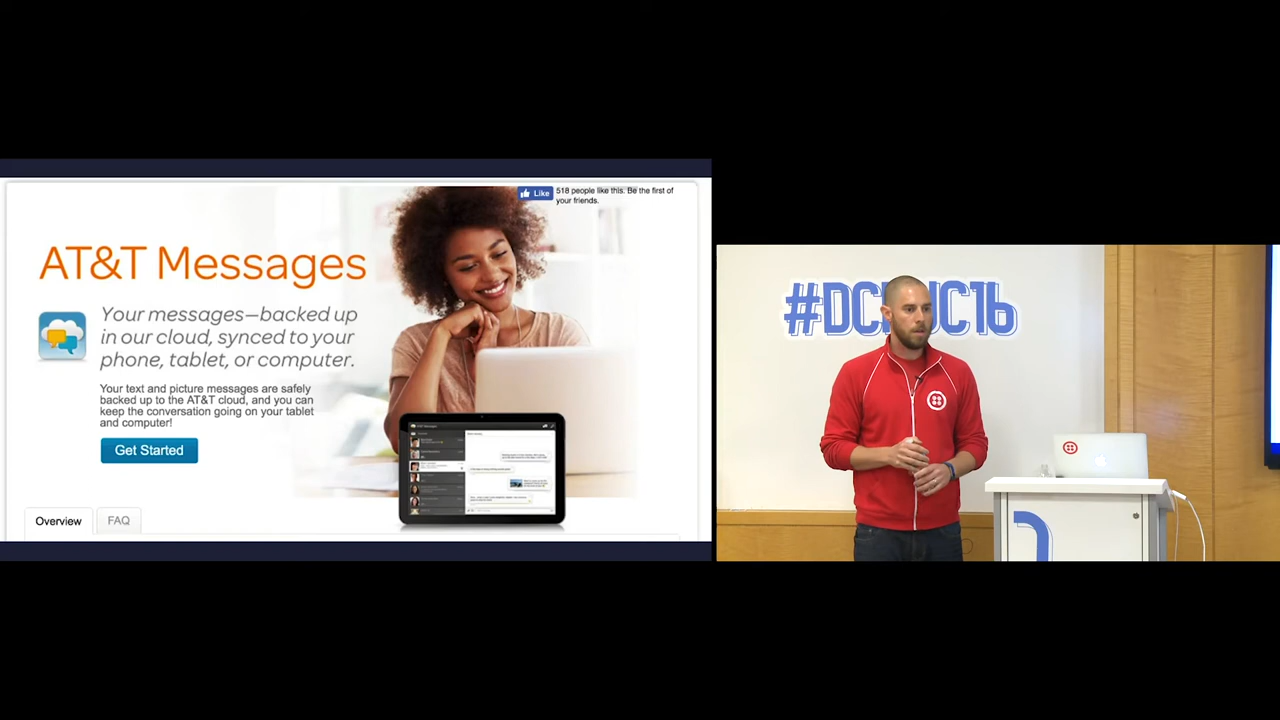 Like
518 people like this. Be the first of
your friends.
AT&T Messages
Your messages—backed up
in our cloud, synced to your
phone, tablet, or computer.
Your text and picture messages are safely
backed up to the AT&T cloud, and you can
keep the conversation going on your tablet
and computer!
Get Started
Overview
FAQ